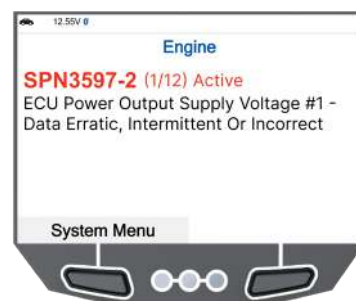 12.55V
Engine
SPN3597-2 (1/12) Active
ECU Power Output Supply Voltage #1 -
Data Erratic, Intermittent Or Incorrect
System Menu